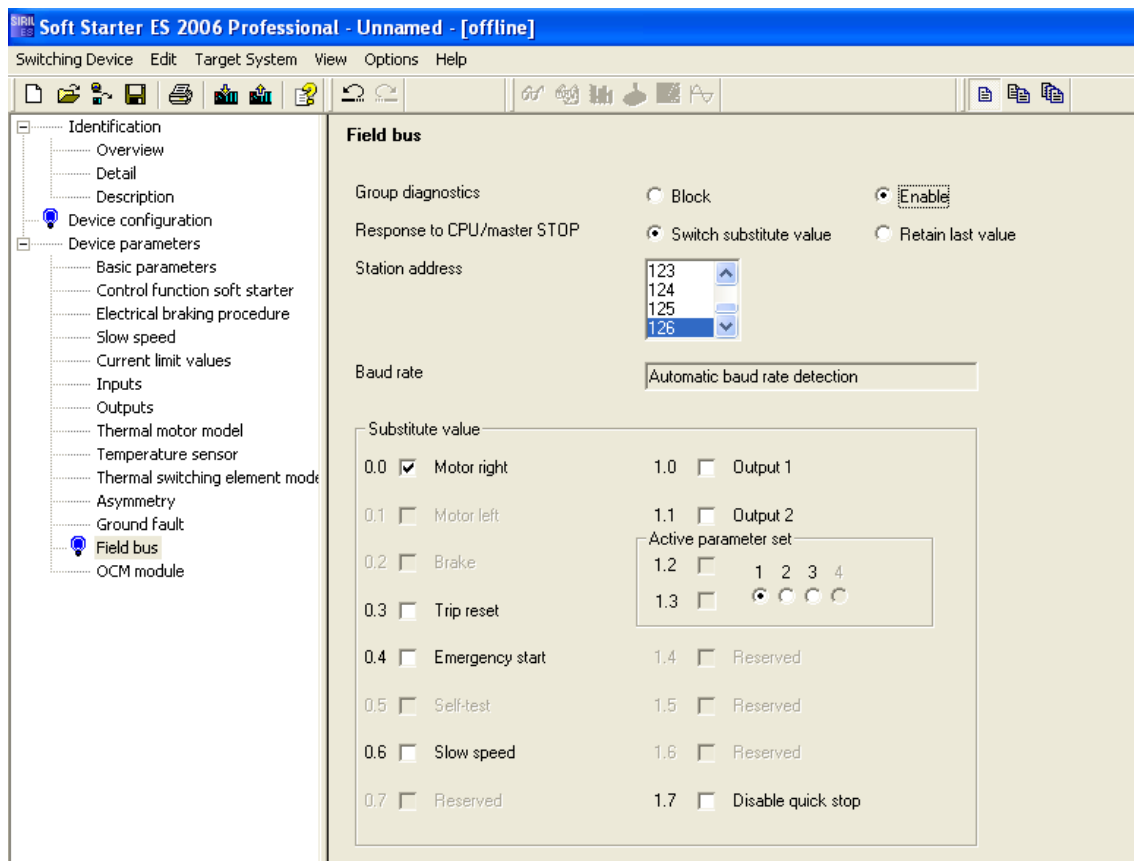 SIRIUS ES Soft Starter ES 2006 Professional - Unnamed - [offline]
Switching Device Edit Target System View Options Help
Identification
Overview
Detail
Description
Device configuration
Device parameters
Basic parameters
Control function soft starter
Electrical braking procedure
Slow speed
Current limit values
Inputs
Outputs
Thermal motor model
Temperature sensor
Thermal switching element mode
Asymmetry
Ground fault
Field bus
OCM module
Field bus
Group diagnostics Block Enable
Response to CPU/master STOP Switch substitute value Retain last value
Station address
123
124
125
126
Baud rate Automatic baud rate detection
Substitute value
0.0 Motor right 1.0 Output 1
0.1 Motor left 1.1 Output 2
Active parameter set
0.2 Brake 1.2 1 2 3 4
1.3
0.3 Trip reset
0.4 Emergency start 1.4 Reserved
0.5 Self-test 1.5 Reserved
0.6 Slow speed 1.6 Reserved
0.7 Reserved 1.7 Disable quick stop